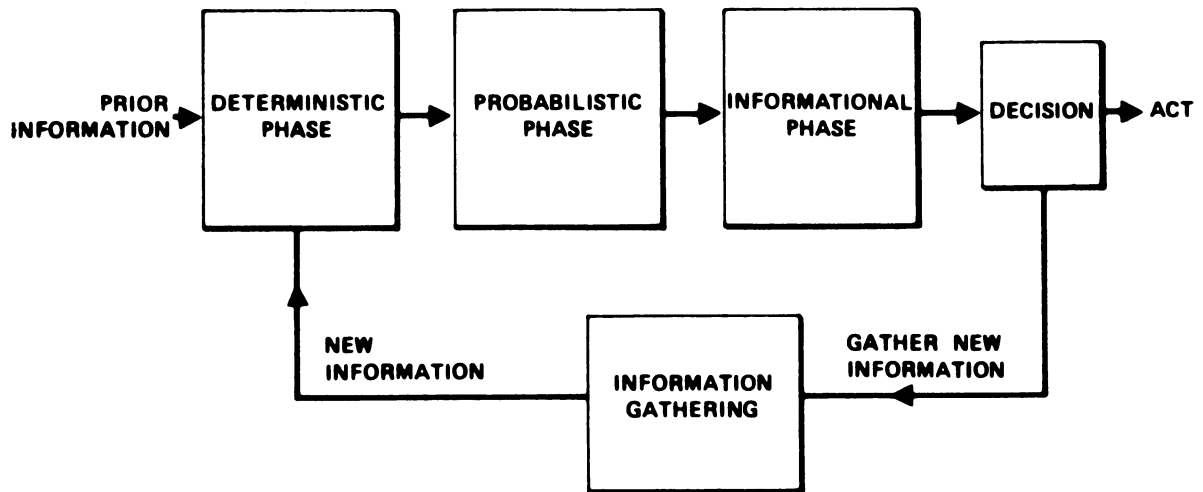 PRIOR
INFORMATION
DETERMINISTIC
PHASE
PROBABILISTIC
PHASE
INFORMATIONAL
PHASE
DECISION
ACT
NEW
INFORMATION
INFORMATION
GATHERING
GATHER NEW
INFORMATION